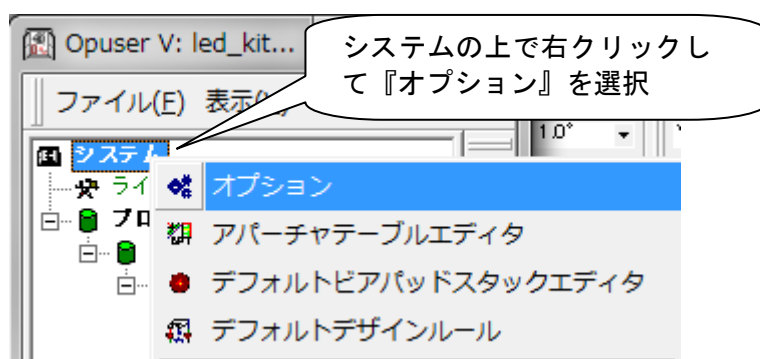 Opuser V: led_kit...
システムの上で右クリックし
て『オプション』を選択
ファイル(F) 表示
1.0°
システム
ライ
オプション
プロ
アパーチャテーブルエディタ
デフォルトビアパッドスタックエディタ
デフォルトデザインルール